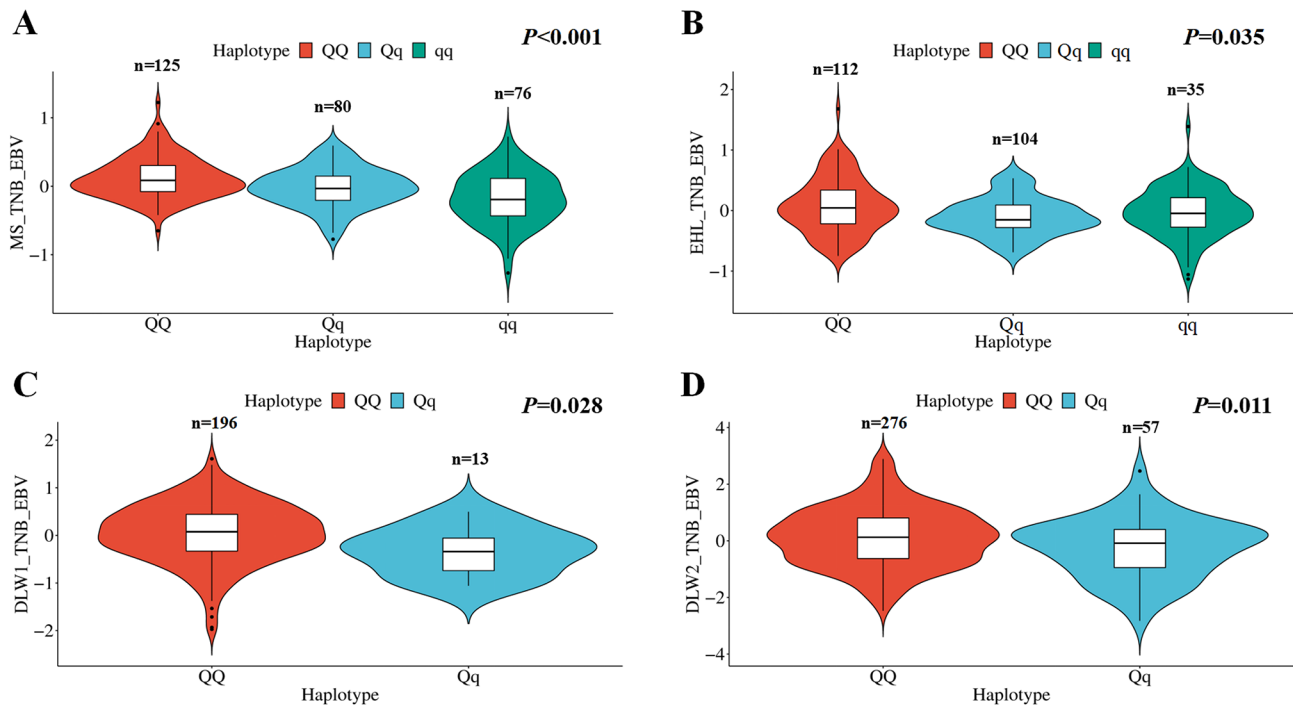 A
Haplotype QQ Qq qq
P<0.001
n=125
n=80
n=76
MS_TNB_EBV
1
0
−1
QQ Qq qq
Haplotype
B
Haplotype QQ Qq qq
P=0.035
n=112
n=104
n=35
EHL_TNB_EBV
2
1
0
−1
QQ Qq qq
Haplotype
C
Haplotype QQ Qq
P=0.028
n=196
n=13
DLW1_TNB_EBV
2
1
0
−1
−2
QQ Qq
Haplotype
D
Haplotype QQ Qq
P=0.011
n=276
n=57
DLW2_TNB_EBV
4
2
0
−2
−4
QQ Qq
Haplotype